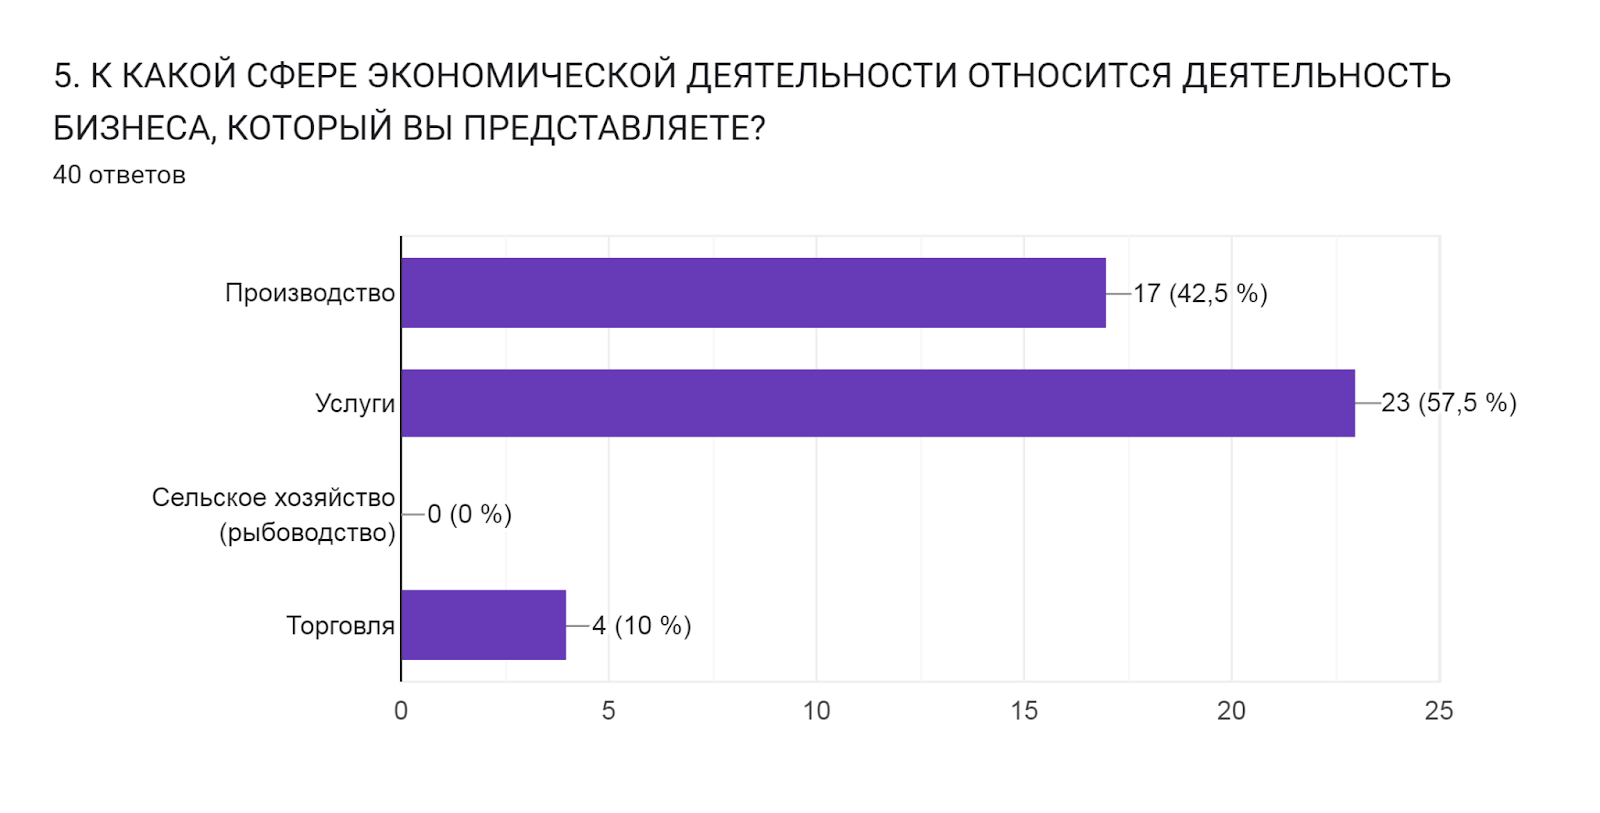 5. К КАКОЙ СФЕРЕ ЭКОНОМИЧЕСКОЙ ДЕЯТЕЛЬНОСТИ ОТНОСИТСЯ ДЕЯТЕЛЬНОСТЬ
БИЗНЕСА, КОТОРЫЙ ВЫ ПРЕДСТАВЛЯЕТЕ?
40 ответов
Производство
17 (42,5 %)
Услуги
23 (57,5 %)
Сельское хозяйство
(рыбоводство)
0 (0 %)
Торговля
4 (10 %)
0 5 10 15 20 25